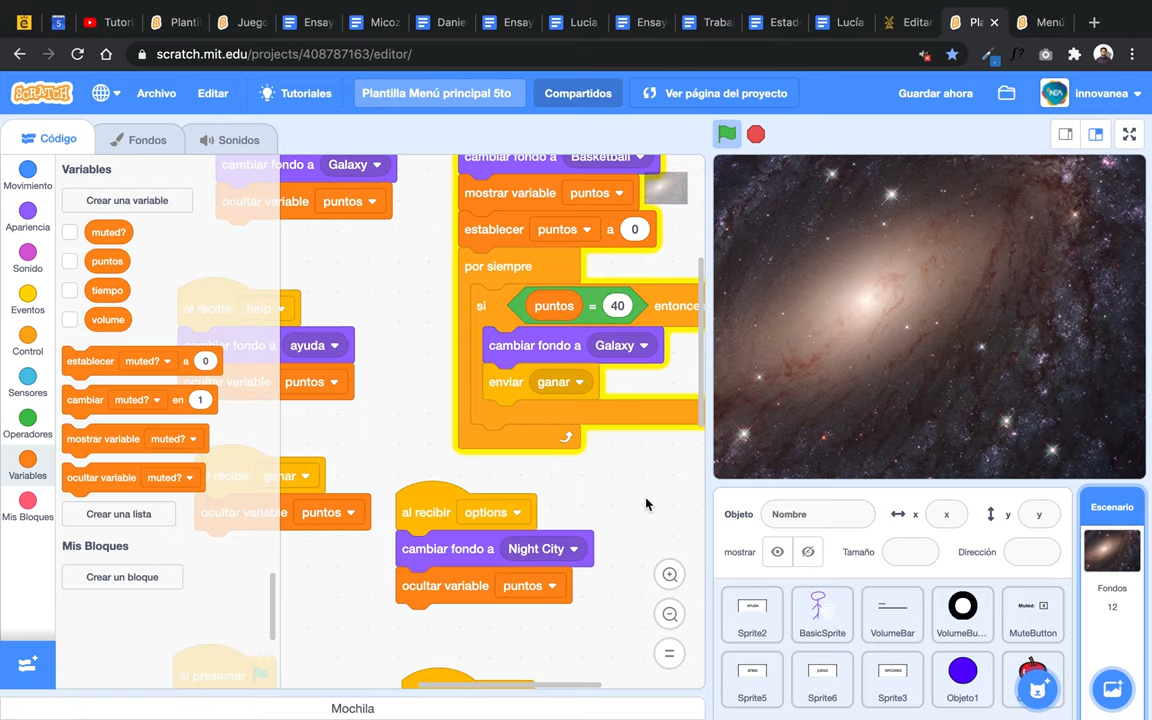 Tutori
Planti
Juego
Ensay
Micoz
Danie
Ensay
Lucia
Ensay
Traba
Estad
Lucía
Editar
Pla
Menú
scratch.mit.edu/projects/408787163/editor/
SCRATCH
Archivo
Editar
Tutoriales
Plantilla Menú principal 5to
Compartidos
Ver página del proyecto
Guardar ahora
innovanea
Código
Fondos
Sonidos
Movimiento
Apariencia
Sonido
Eventos
Control
Sensores
Operadores
Variables
Mis Bloques
Variables
Crear una variable
muted?
puntos
tiempo
volume
establecer muted? a 0
cambiar muted? en 1
mostrar variable muted?
ocultar variable muted?
Crear una lista
Mis Bloques
Crear un bloque
cambiar fondo a Galaxy
ocultar variable puntos
al recibir help
cambiar fondo a ayuda
ocultar variable puntos
al recibir ganar
ocultar variable puntos
al presionar
cambiar fondo a Basketball
mostrar variable puntos
establecer puntos a 0
por siempre
si puntos = 40 entonces
cambiar fondo a Galaxy
enviar ganar
al recibir options
cambiar fondo a Night City
ocultar variable puntos
Mochila
Objeto Nombre x x y y
mostrar Tamaño Dirección
Escenario
Fondos
12
AYUDA
Sprite2
BasicSprite
VolumeBar
VolumeBu...
Muted: X
MuteButton
ATRAS
Sprite5
JUEGO
Sprite6
OPCIONES
Sprite3
Objeto1